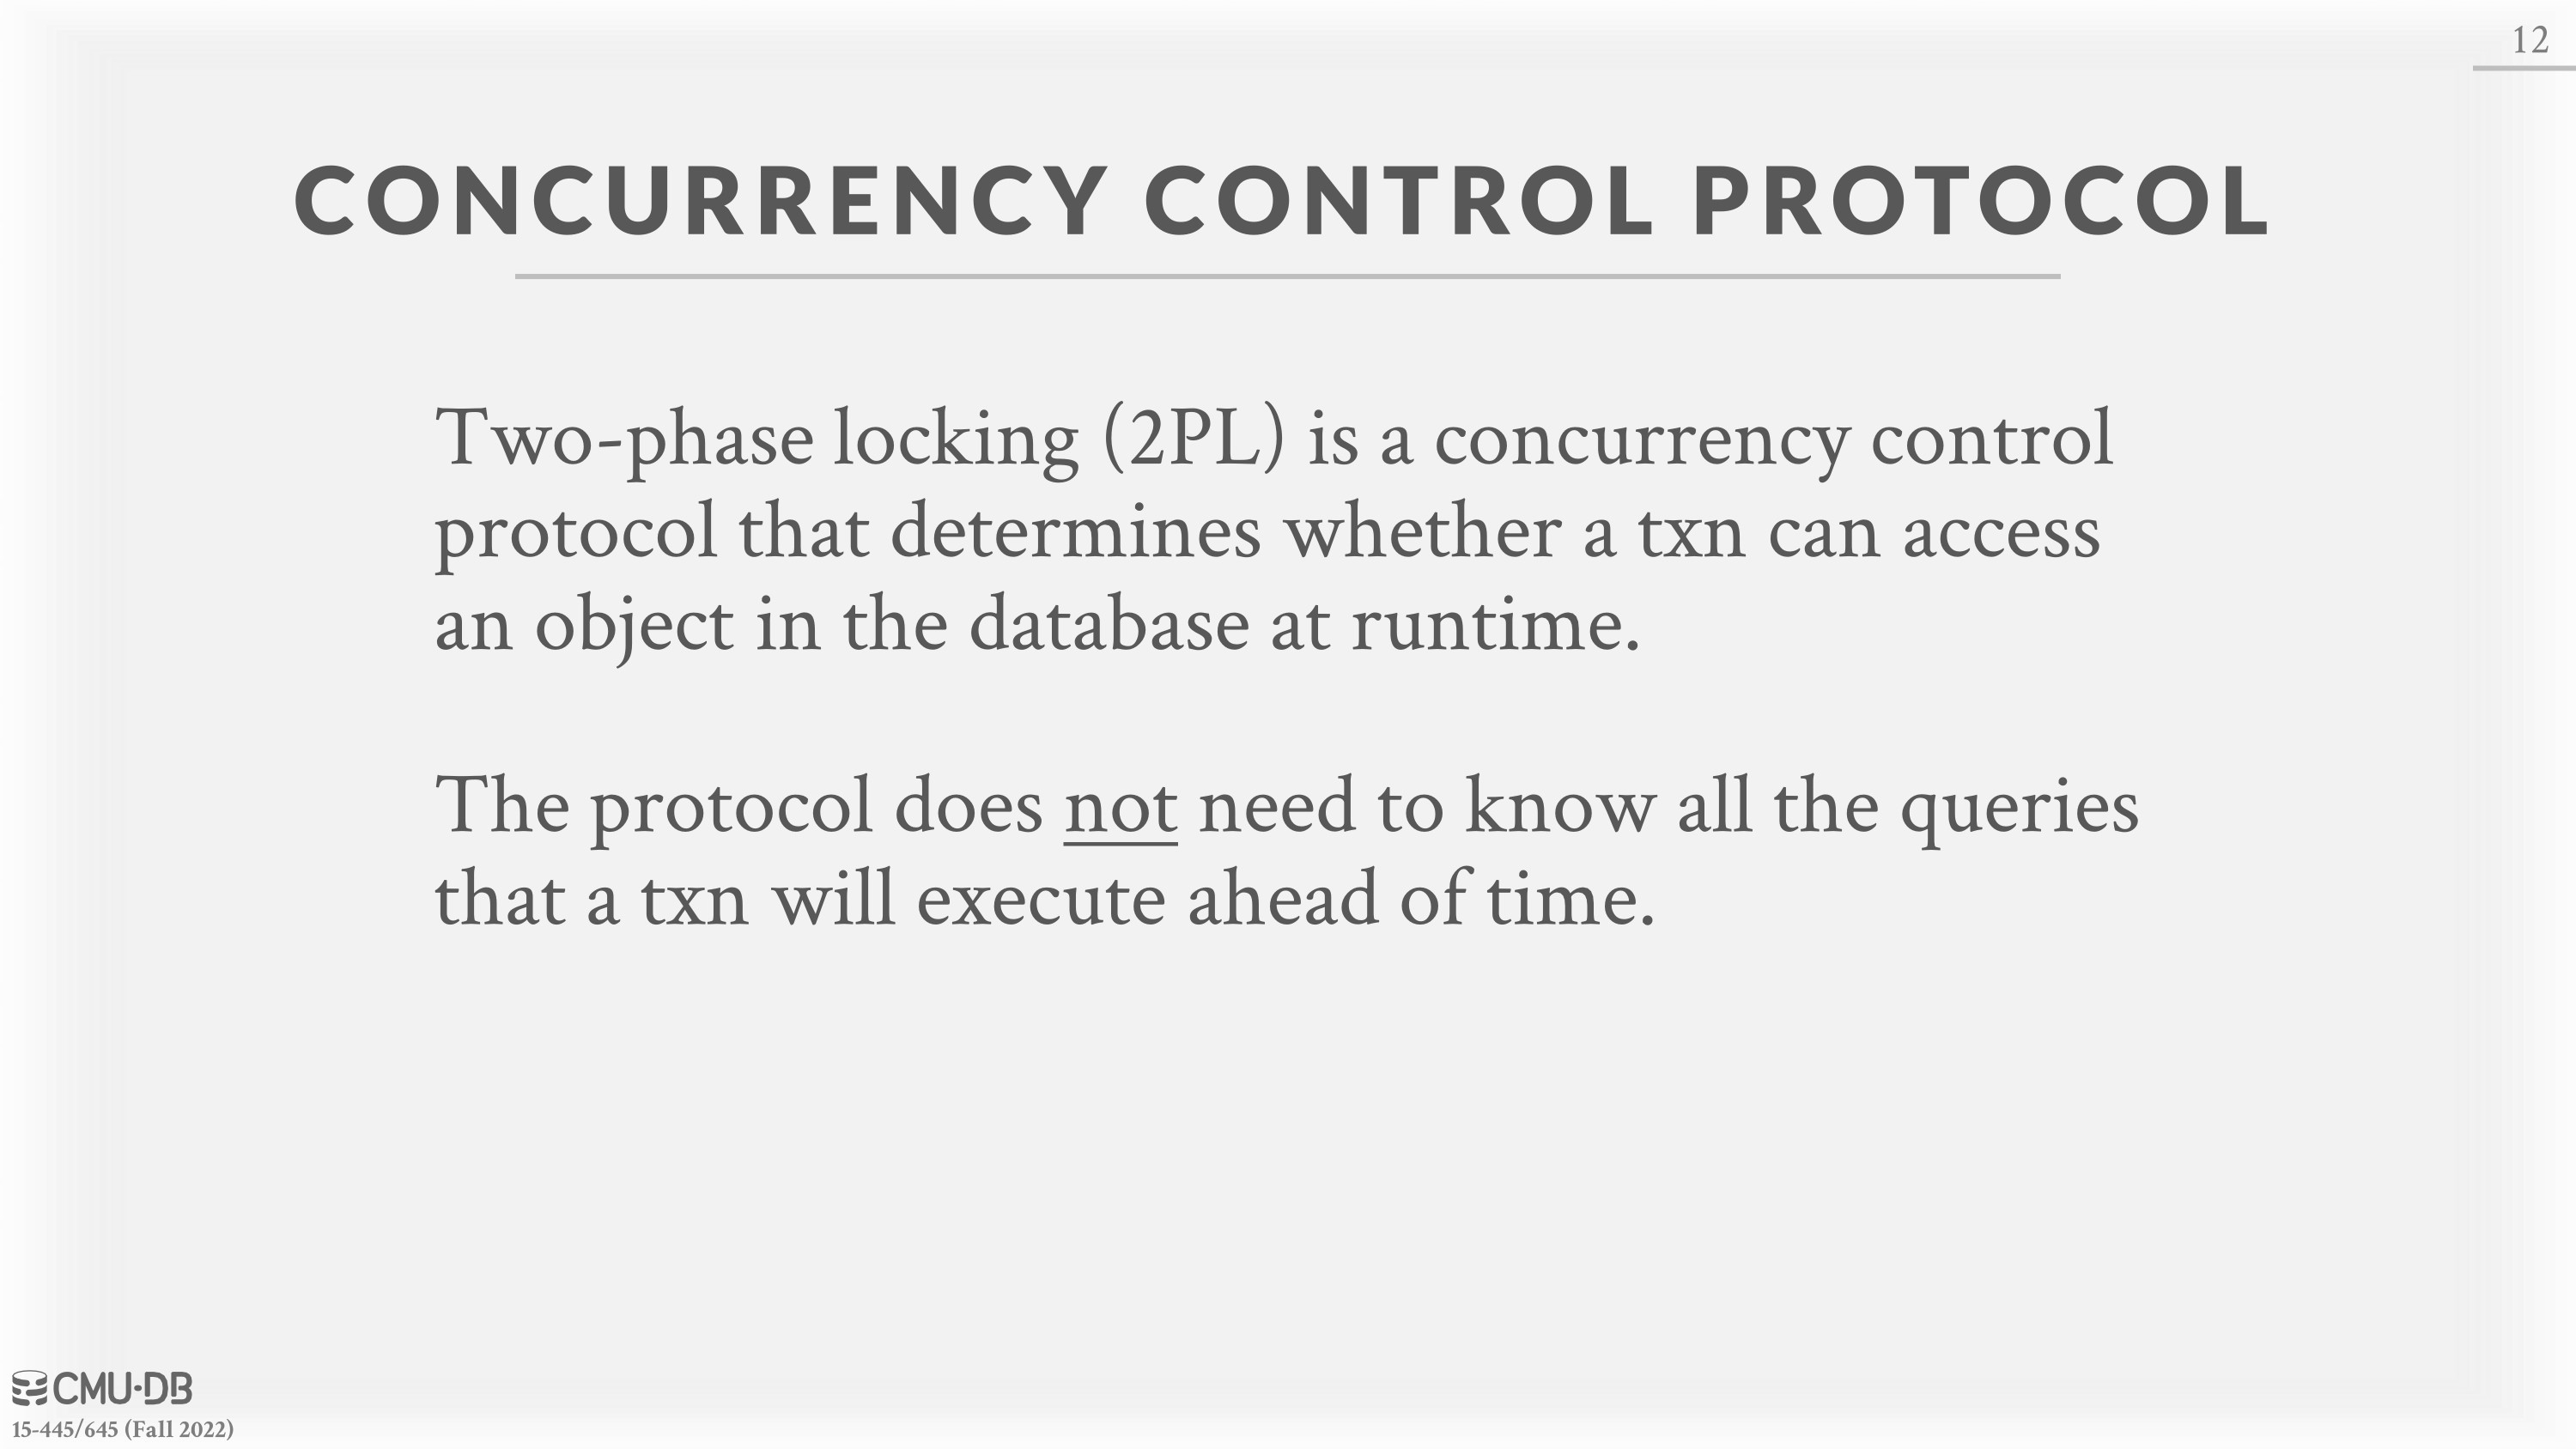 12
CONCURRENCY CONTROL PROTOCOL
Two-phase locking (2PL) is a concurrency control
protocol that determines whether a txn can access
an object in the database at runtime.
The protocol does not need to know all the queries
that a txn will execute ahead of time.
CMU·DB
15-445/645 (Fall 2022)